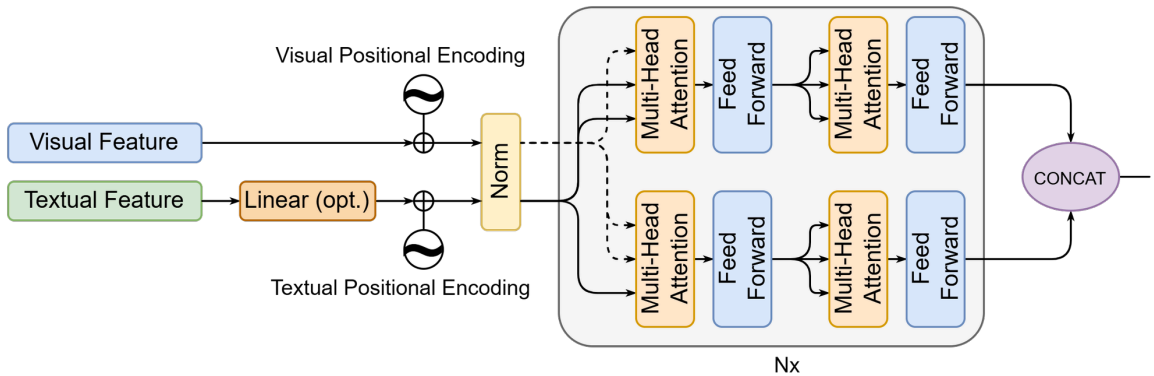 Visual Positional Encoding
Visual Feature
Textual Feature
Linear (opt.)
Textual Positional Encoding
Norm
Multi-Head
Attention
Feed
Forward
Multi-Head
Attention
Feed
Forward
Multi-Head
Attention
Feed
Forward
Multi-Head
Attention
Feed
Forward
CONCAT
Nx